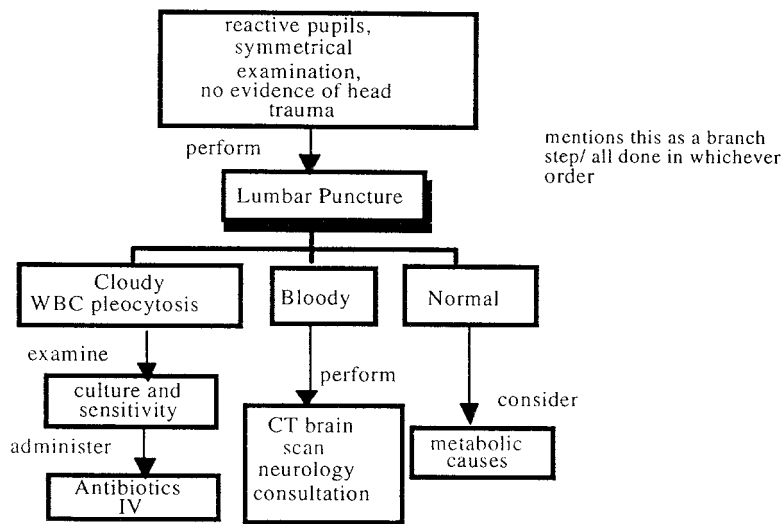 reactive pupils,
symmetrical
examination,
no evidence of head
trauma
perform
mentions this as a branch
step/ all done in whichever
order
Lumbar Puncture
Cloudy
WBC pleocytosis
Bloody
Normal
examine
culture and
sensitivity
administer
Antibiotics
IV
perform
CT brain
scan
neurology
consultation
consider
metabolic
causes